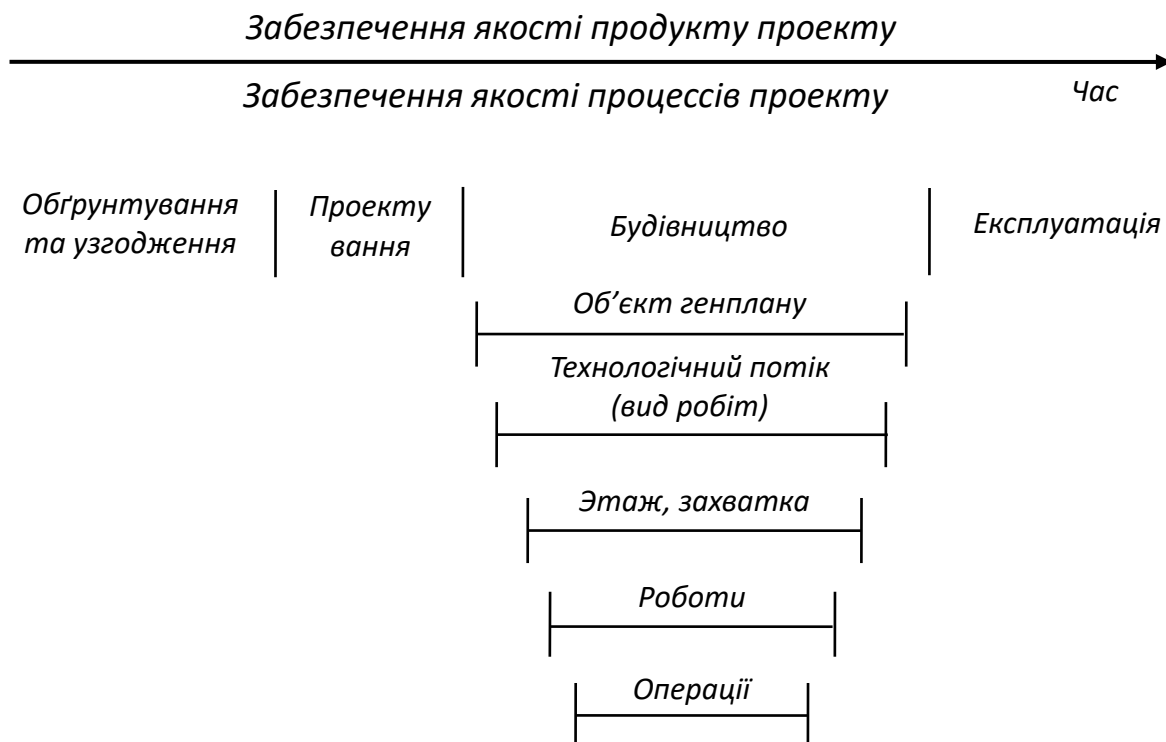 Забезпечення якості продукту проекту
Забезпечення якості процессів проекту
Час
Обґрунтування
та узгодження
Проекту
вання
Будівництво
Експлуатація
Об’єкт генплану
Технологічний потік
(вид робіт)
Этаж, захватка
Роботи
Операції